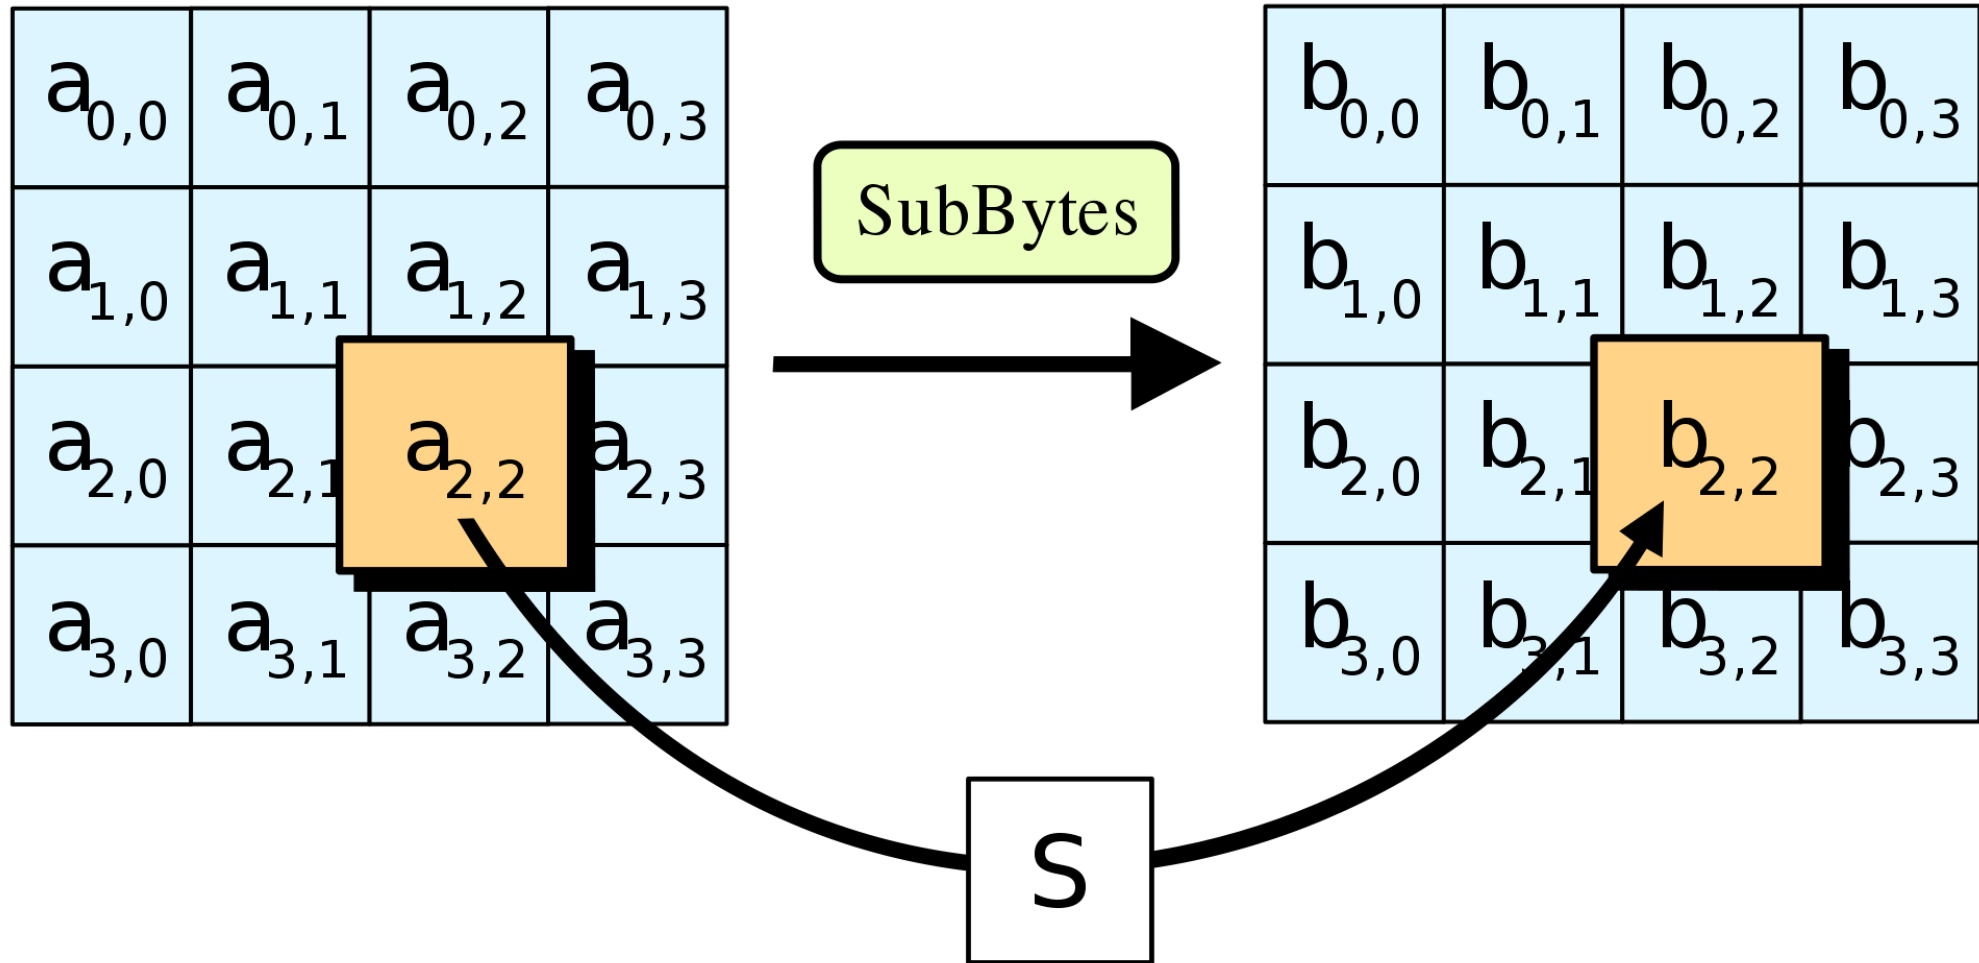 a0,0 a0,1 a0,2 a0,3
a1,0 a1,1 a1,2 a1,3
a2,0 a2,1 a2,2 a2,3
a3,0 a3,1 a3,2 a3,3
SubBytes
b0,0 b0,1 b0,2 b0,3
b1,0 b1,1 b1,2 b1,3
b2,0 b2,1 b2,2 b2,3
b3,0 b3,1 b3,2 b3,3
S